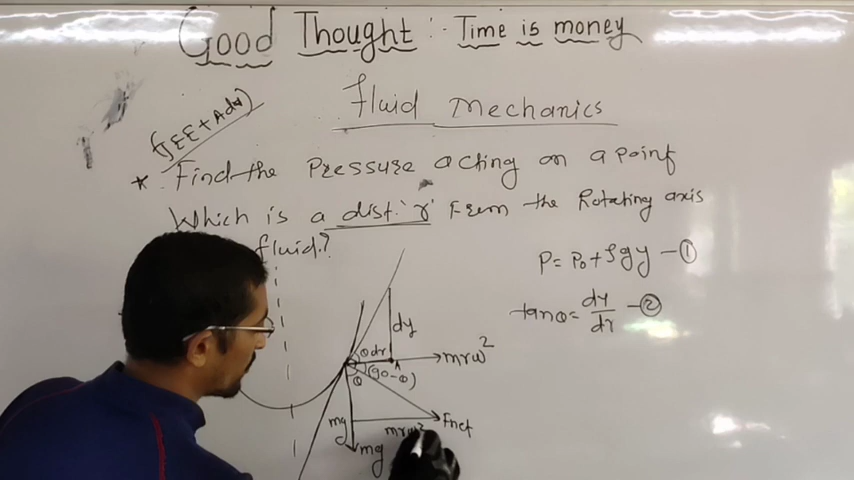 Good Thought :- Time is money
Fluid Mechanics
(JEE + Adv)
* Find the Pressure acting on a point
Which is a dist. 'r' From the Rotating axis
fluid?
P = P₀ + ρgy — ①
tanθ = dy/dr — ②
dy
θ dr
mrω²
θ (90-θ)
mg
Fnet
mrω²
mg